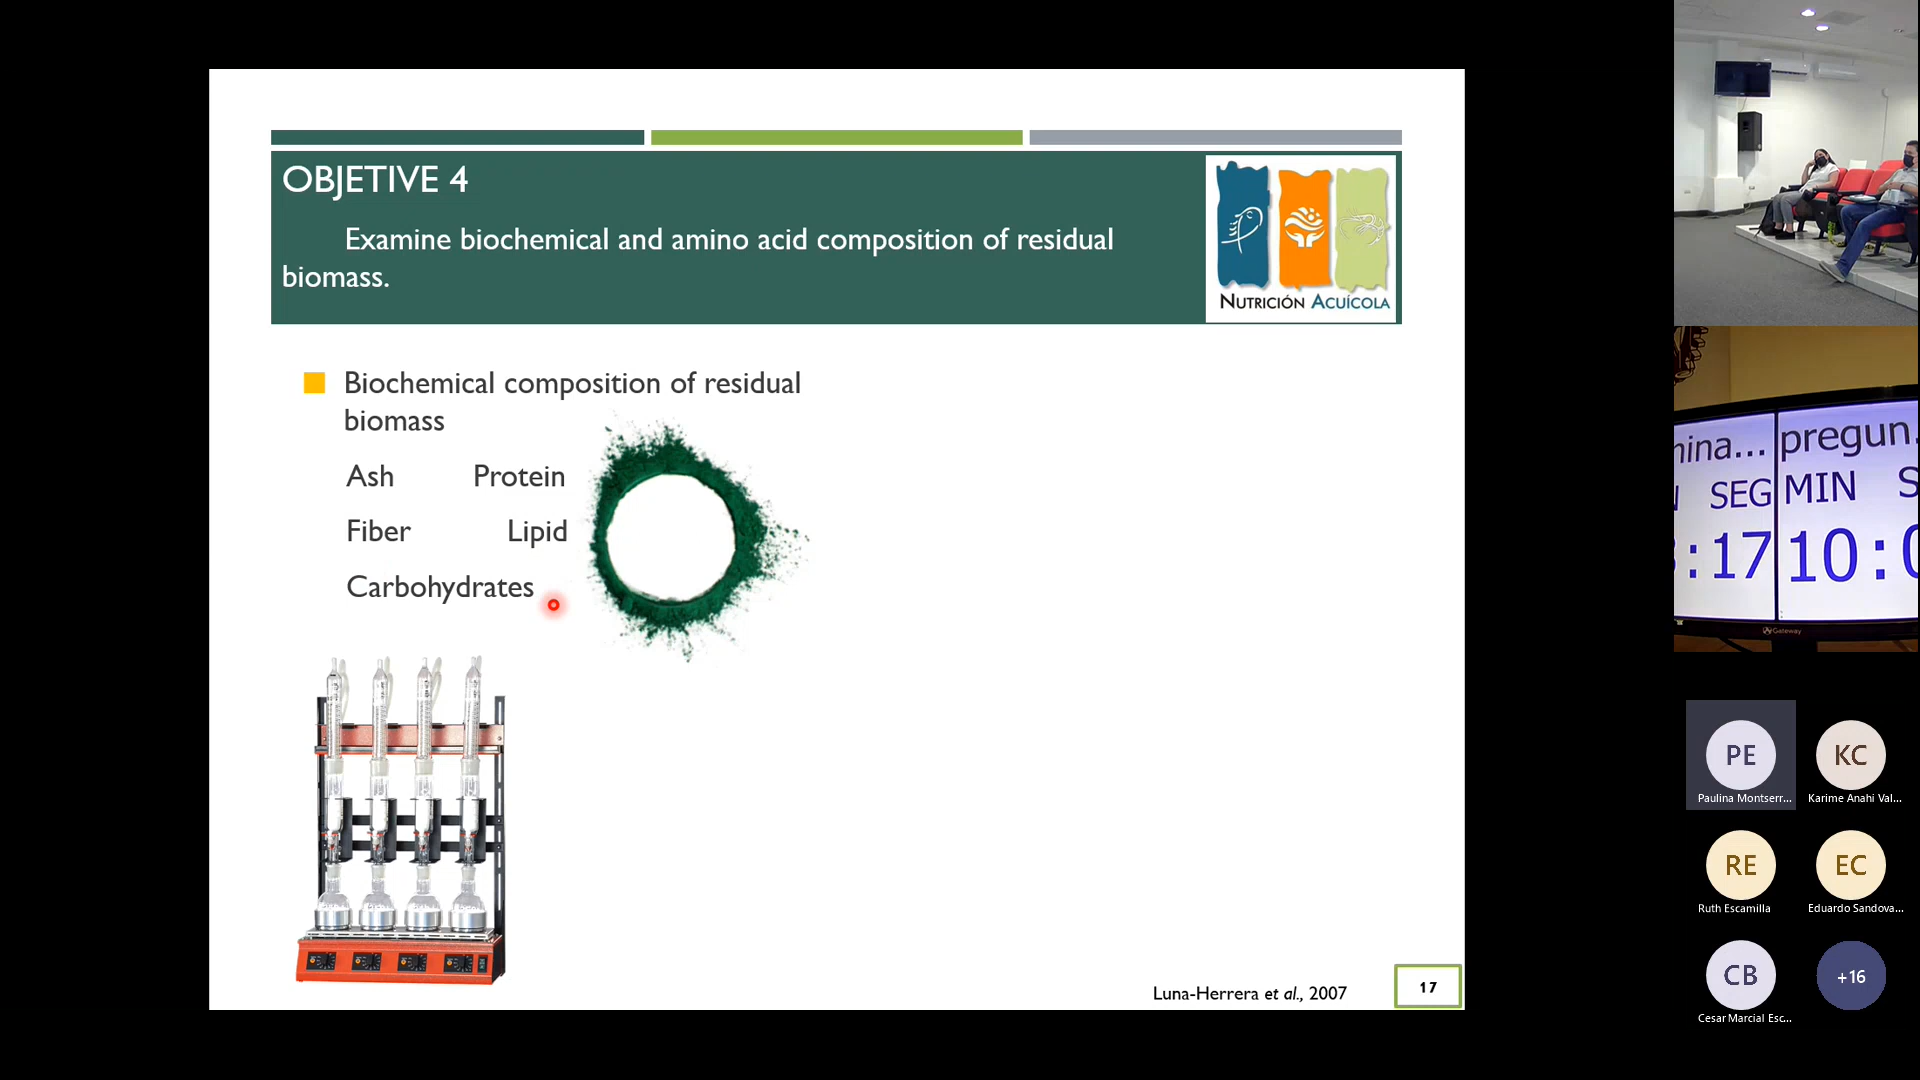 OBJETIVE 4
Examine biochemical and amino acid composition of residual
biomass.
NUTRICIÓN ACUÍCOLA
Biochemical composition of residual
biomass
Ash Protein
Fiber Lipid
Carbohydrates
Luna-Herrera et al., 2007
17
pregun.
SEG MIN
:17 10:
Gateway
PE
Paulina Montserr...
KC
Karime Anahi Val...
RE
Ruth Escamilla
EC
Eduardo Sandova...
CB
Cesar Marcial Esc...
+16